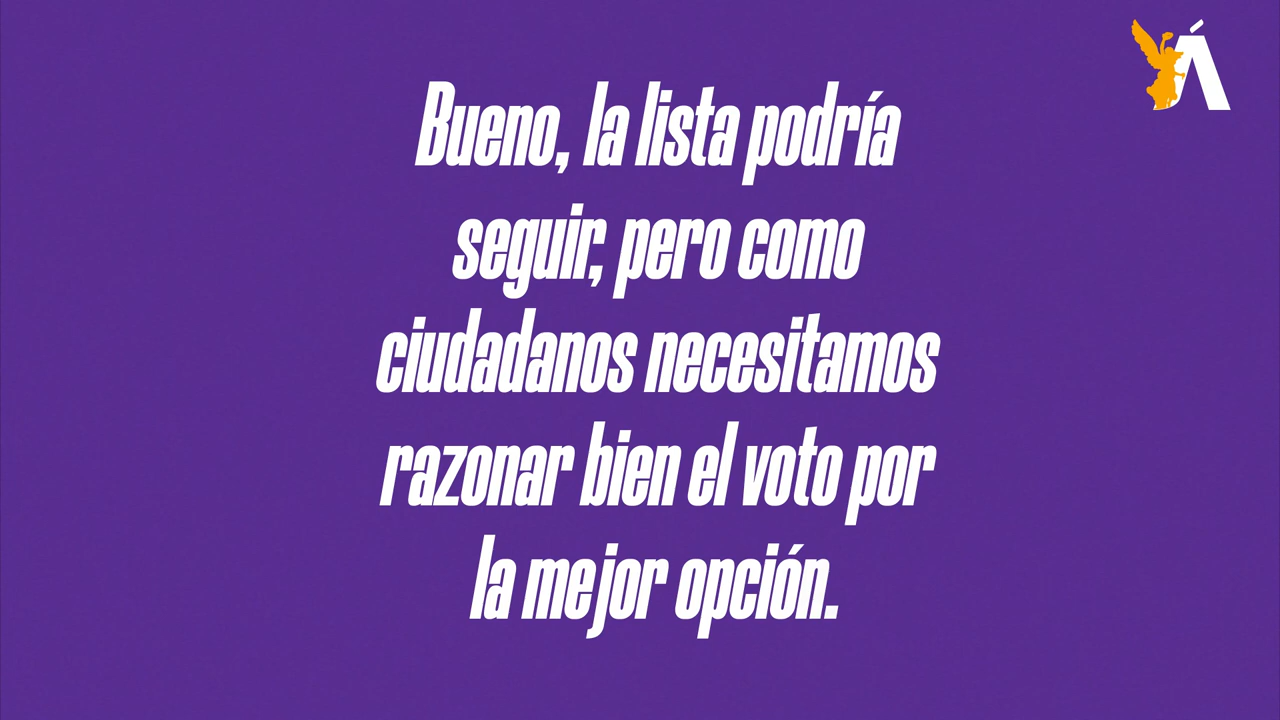 Á
Bueno, la lista podría
seguir, pero como
ciudadanos necesitamos
razonar bien el voto por
la mejor opción.